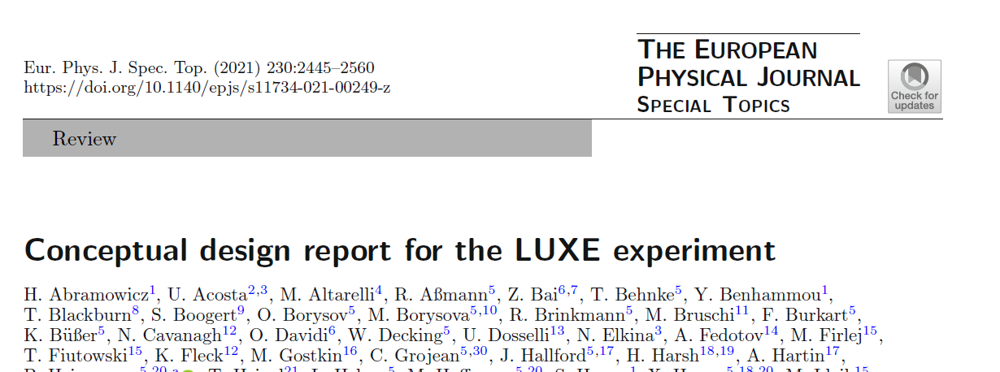 Eur. Phys. J. Spec. Top. (2021) 230:2445–2560
https://doi.org/10.1140/epjs/s11734-021-00249-z
THE EUROPEAN
PHYSICAL JOURNAL
SPECIAL TOPICS
Check for
updates
Review
Conceptual design report for the LUXE experiment
H. Abramowicz1, U. Acosta2,3, M. Altarelli4, R. Aßmann5, Z. Bai6,7, T. Behnke5, Y. Benhammou1,
T. Blackburn8, S. Boogert9, O. Borysov5, M. Borysova5,10, R. Brinkmann5, M. Bruschi11, F. Burkart5,
K. Büßer5, N. Cavanagh12, O. Davidi6, W. Decking5, U. Dosselli13, N. Elkina3, A. Fedotov14, M. Firlej15,
T. Fiutowski15, K. Fleck12, M. Gostkin16, C. Grojean5,30, J. Hallford5,17, H. Harsh18,19, A. Hartin17,